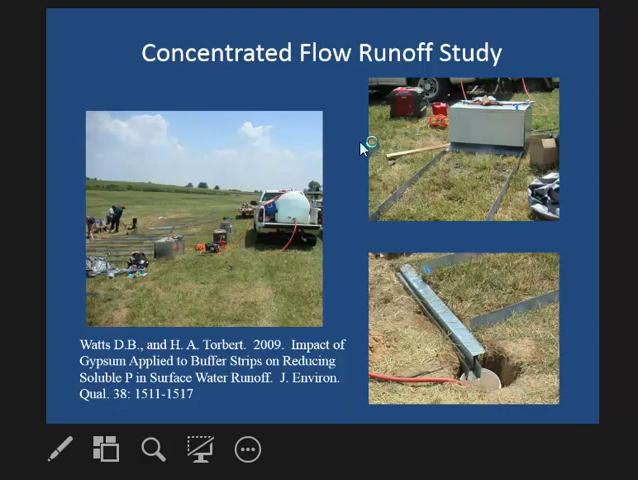 Concentrated Flow Runoff Study
Watts D.B., and H. A. Torbert.  2009.  Impact of
Gypsum Applied to Buffer Strips on Reducing
Soluble P in Surface Water Runoff.  J. Environ.
Qual. 38: 1511-1517